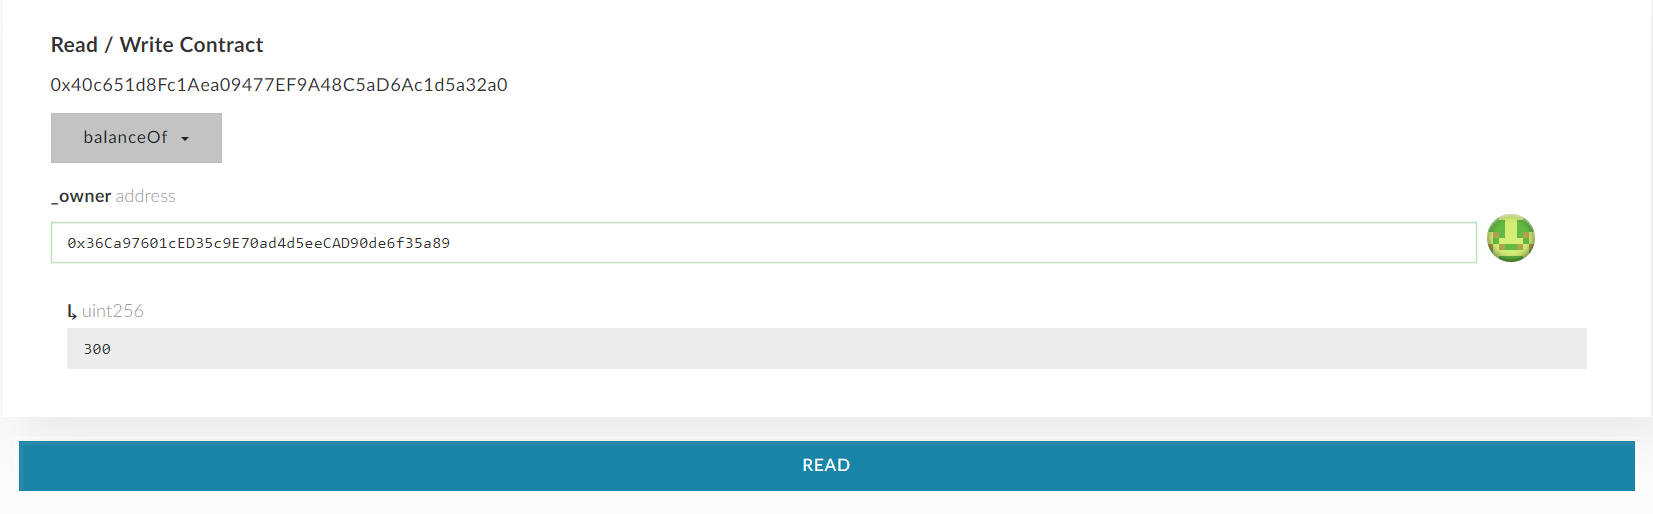 Read / Write Contract
0x40c651d8Fc1Aea09477EF9A48C5aD6Ac1d5a32a0
balanceOf
_owner address
0x36Ca97601cED35c9E70ad4d5eeCAD90de6f35a89
↳ uint256
300
READ